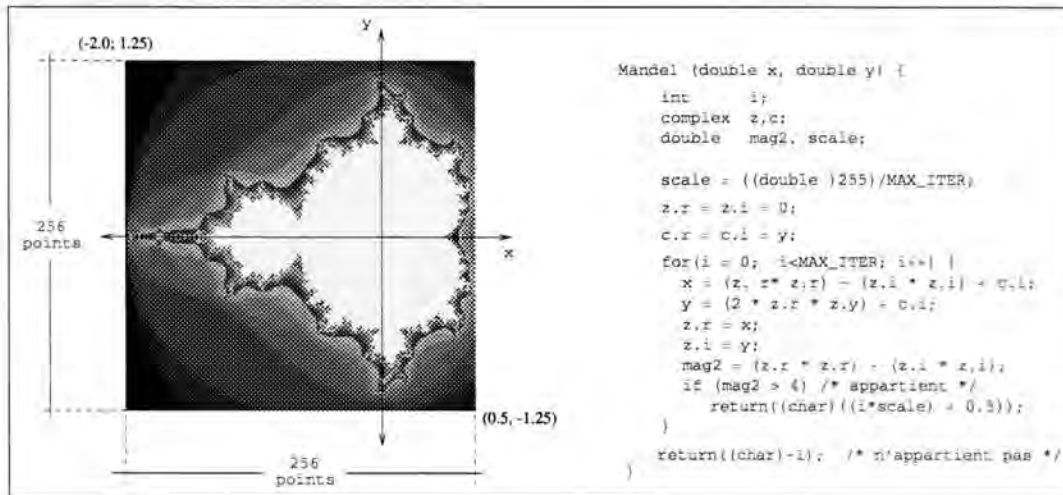 y
(-2.0; 1.25)
256
points
x
(0.5, -1.25)
256
points
Mandel (double x, double y) {
int i;
complex z,c;
double mag2, scale;
scale = ((double )255)/MAX_ITER;
z.r = z.i = 0;
c.r = c.i = y;
for(i = 0; i<MAX_ITER; i++)
x = (z. r* z.r) - (z.i * z.i) + c.i;
y = (2 * z.r * z.y) + c.i;
z.r = x;
z.i = y;
mag2 = (z.r * z.r) - (z.i * z.i);
if (mag2 > 4) /* appartient */
return((char)((i*scale) + 0.5));
}
return((char)-i); /* n'appartient pas */
}